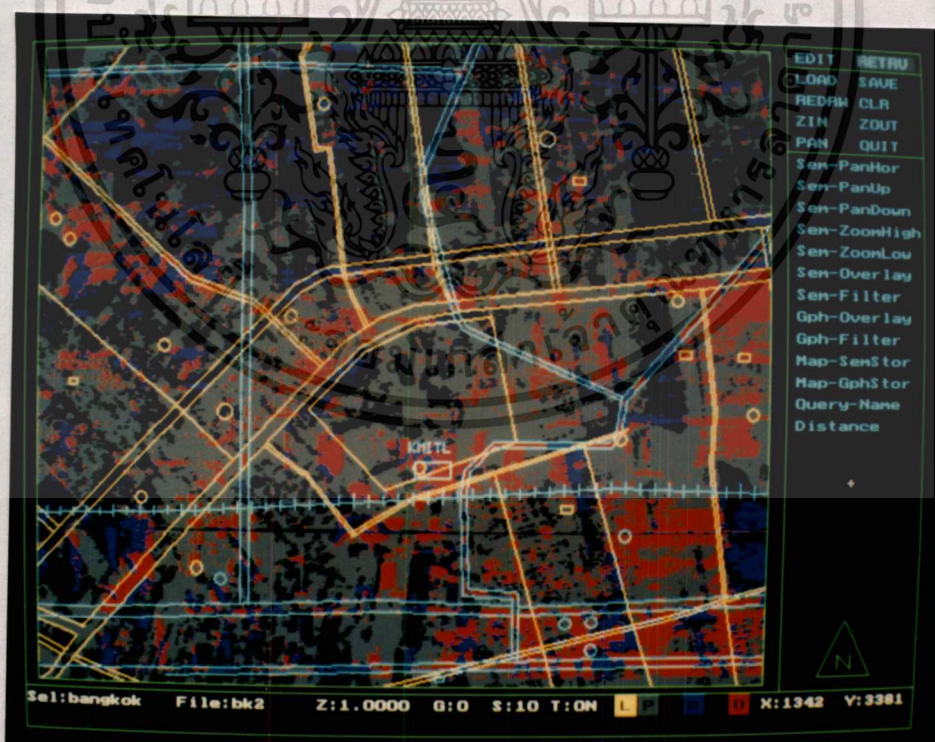 EDIT RETRV
LOAD SAVE
REDRW CLR
ZIN ZOUT
PAN QUIT
Sem-PanHor
Sem-PanUp
Sem-PanDown
Sem-ZoomHigh
Sem-ZoomLow
Sem-Overlay
Sem-Filter
Gph-Overlay
Gph-Filter
Map-SemStor
Map-GphStor
Query-Name
Distance
KMITL
N
Sel:bangkok File:bk2 Z:1.0000 G:0 S:10 T:ON L P B O X:1342 Y:3381